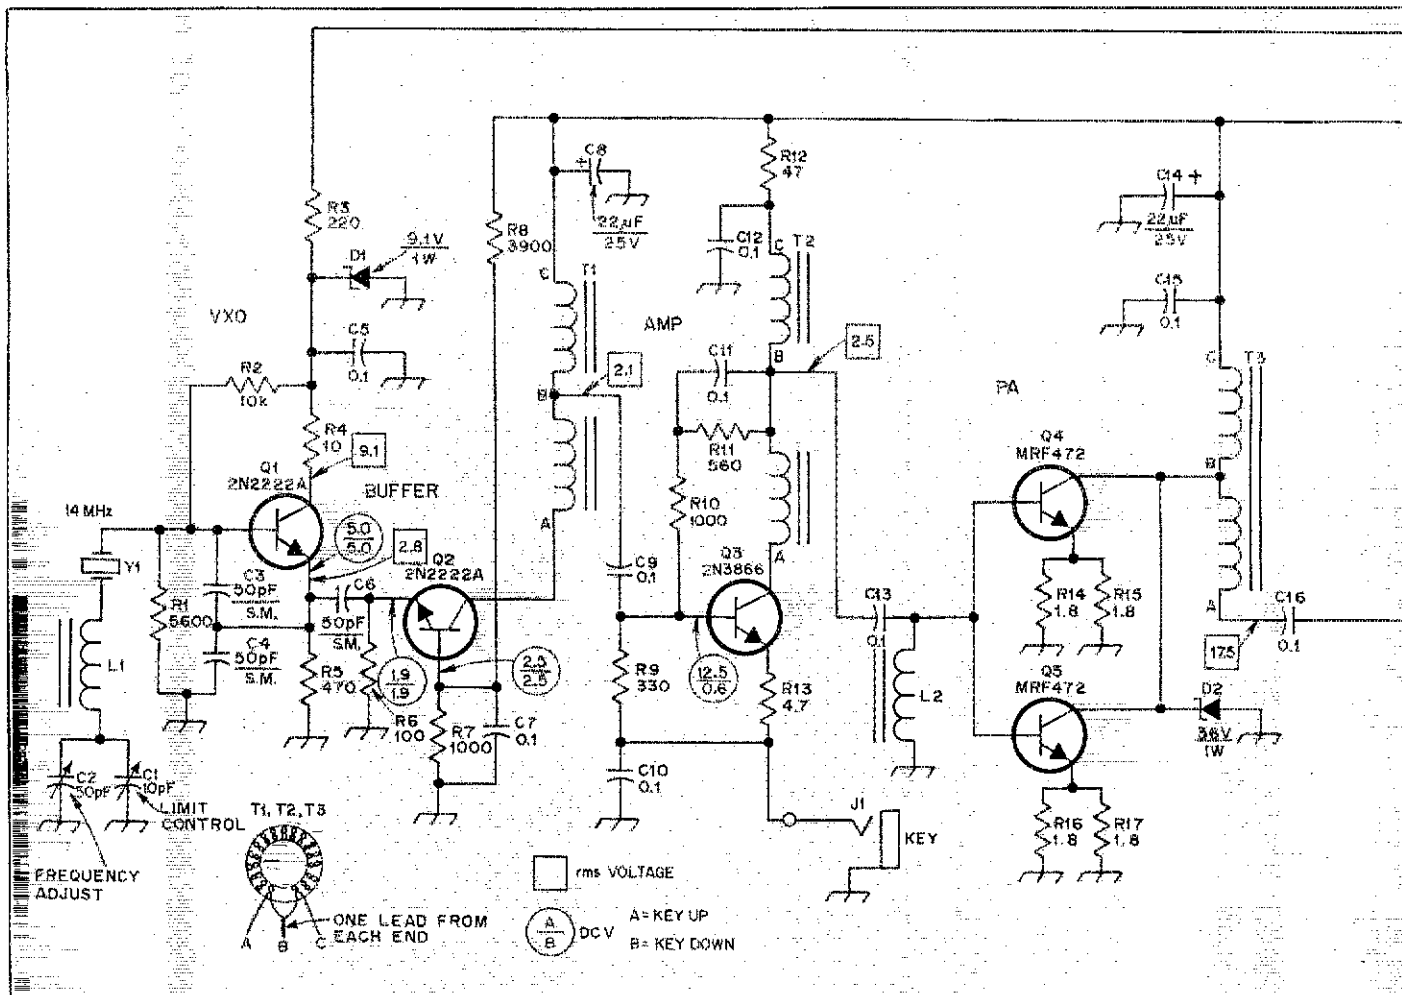 R3
220
9.1V
1W
D1
VXO
C5
0.1
R2
10k
R4
10
9.1
Q1
2N2222A
BUFFER
14 MHz
Y1
5.0
5.0
2.8
C3
50pF
S.M.
R1
5600
C4
50pF
S.M.
L1
C6
50pF
S.M.
R5
470
1.9
1.9
R6
100
Q2
2N2222A
2.5
2.5
R7
1000
C7
0.1
C2
50pF
C1
10pF
LIMIT
CONTROL
FREQUENCY
ADJUST
R8
3900
C8
+
22µF
25V
C
T1
B
A
2.1
AMP
R12
47
C12
0.1
C
T2
B
A
2.5
C11
0.1
R11
560
R10
1000
C9
0.1
Q3
2N3866
12.5
0.6
R9
330
R13
4.7
C10
0.1
J1
KEY
C13
0.1
L2
PA
C14 +
22µF
25V
C15
0.1
C
T3
B
A
Q4
MRF472
R14
1.8
R15
1.8
Q5
MRF472
R16
1.8
R17
1.8
C16
0.1
17.5
D2
36V
1W
T1, T2, T3
A
B
C
ONE LEAD FROM
EACH END
rms VOLTAGE
A
B
DCV
A= KEY UP
B= KEY DOWN